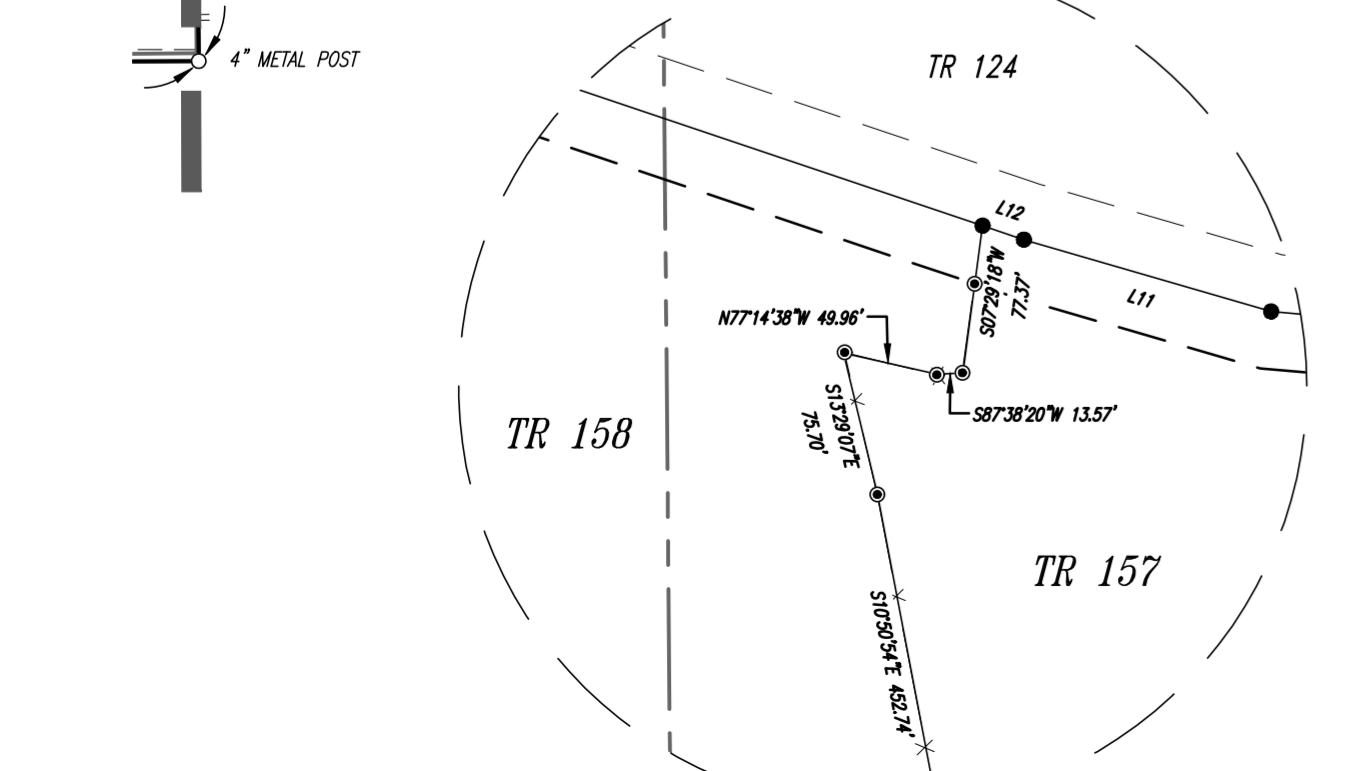 4" METAL POST
TR 124
L12
S07°29'18"W
77.37'
L11
N77°14'38"W 49.96'
S87°38'20"W 13.57'
S13°29'07"E
75.70'
TR 158
TR 157
S10°50'54"E 452.74'